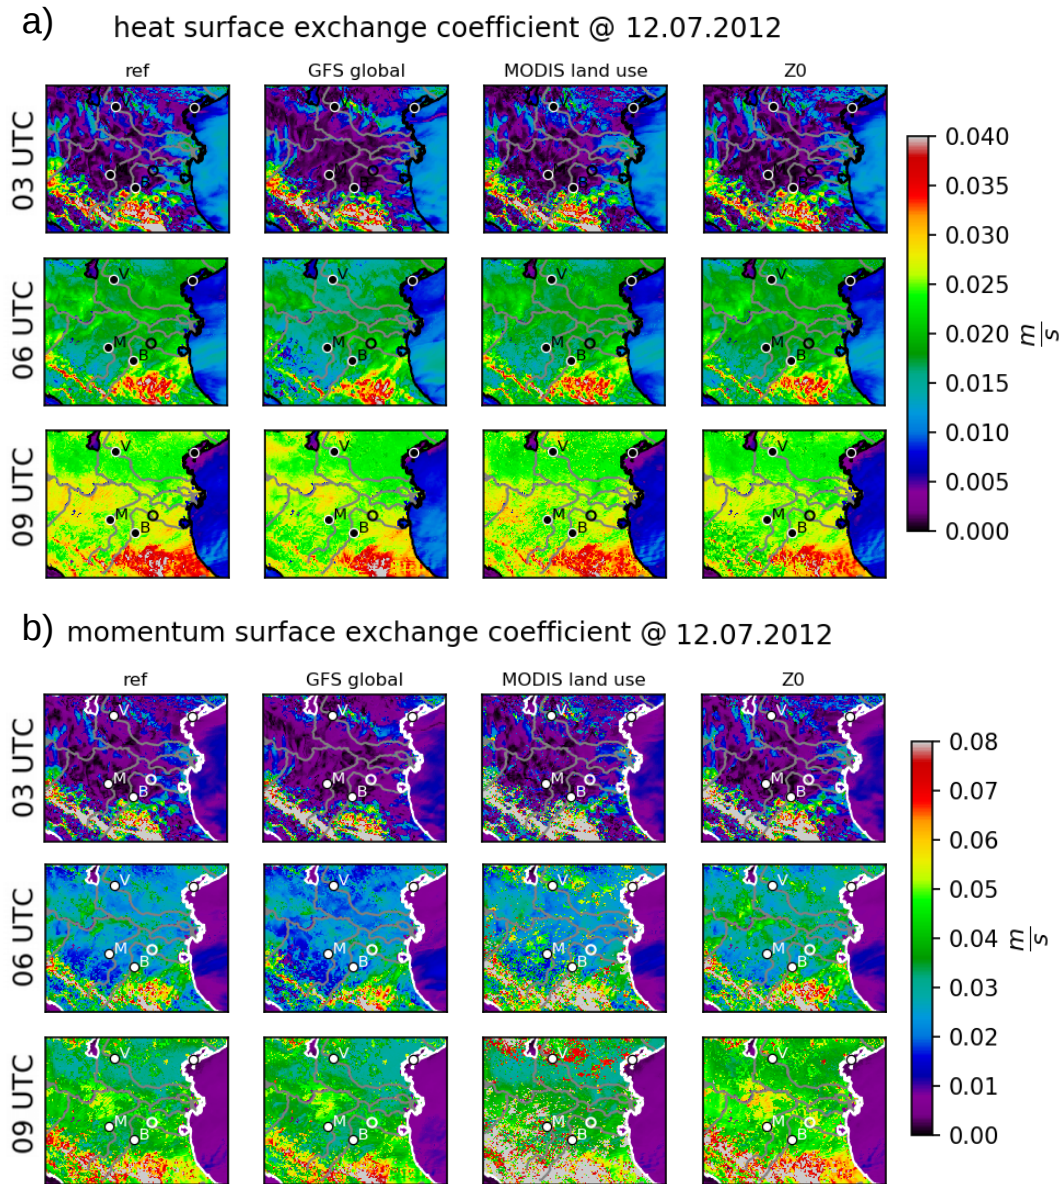 a)
heat surface exchange coefficient @ 12.07.2012
ref GFS global MODIS land use Z0
03 UTC
V
B
06 UTC
V
M
B
M
B
M
B
M
B
09 UTC
V
M
B
M
B
M
B
M
B
0.040
0.035
0.030
0.025
0.020
0.015
0.010
0.005
0.000
m
s
b)
momentum surface exchange coefficient @ 12.07.2012
ref GFS global MODIS land use Z0
03 UTC
V V V V
M M M M
B B B B
06 UTC
V V V V
M M M M
B B B B
09 UTC
V V V V
M M M M
B B B B
0.08
0.07
0.06
0.05
0.04
0.03
0.02
0.01
0.00
m
s